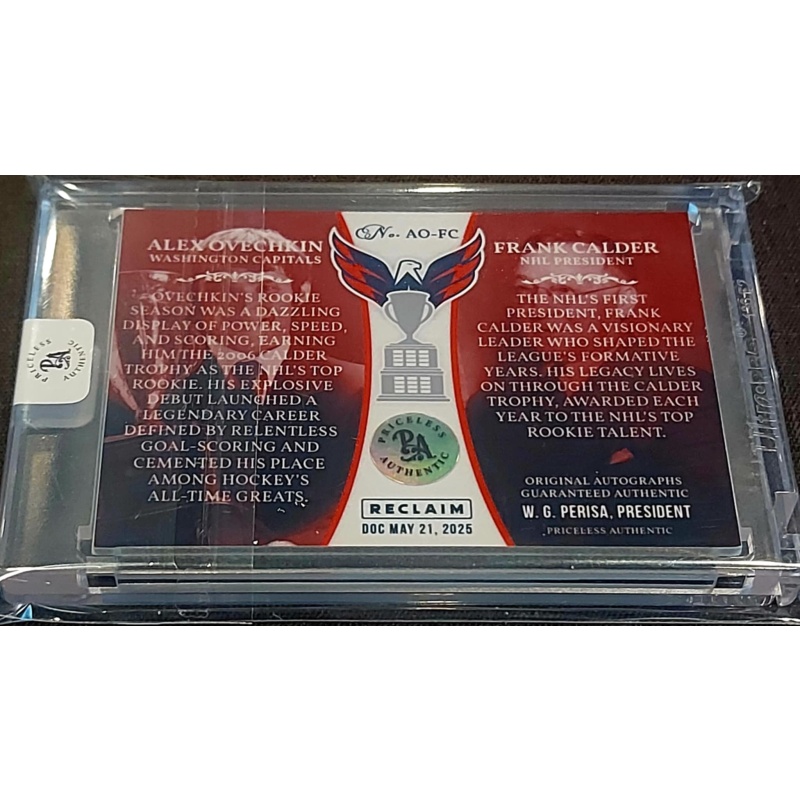 No. AO-FC
ALEX OVECHKIN
WASHINGTON CAPITALS
OVECHKIN'S ROOKIE
SEASON WAS A DAZZLING
DISPLAY OF POWER, SPEED,
AND SCORING, EARNING
HIM THE 2006 CALDER
TROPHY AS THE NHL'S TOP
ROOKIE. HIS EXPLOSIVE
DEBUT LAUNCHED A
LEGENDARY CAREER
DEFINED BY RELENTLESS
GOAL-SCORING AND
CEMENTED HIS PLACE
AMONG HOCKEY'S
ALL-TIME GREATS.
PRICELESS
PA
AUTHENTIC
PRICELESS
PA
AUTHENTIC
RECLAIM
DOC MAY 21, 2025
FRANK CALDER
NHL PRESIDENT
THE NHL'S FIRST
PRESIDENT, FRANK
CALDER WAS A VISIONARY
LEADER WHO SHAPED THE
LEAGUE'S FORMATIVE
YEARS. HIS LEGACY LIVES
ON THROUGH THE CALDER
TROPHY, AWARDED EACH
YEAR TO THE NHL'S TOP
ROOKIE TALENT.
ORIGINAL AUTOGRAPHS
GUARANTEED AUTHENTIC
W. G. PERISA, PRESIDENT
PRICELESS AUTHENTIC